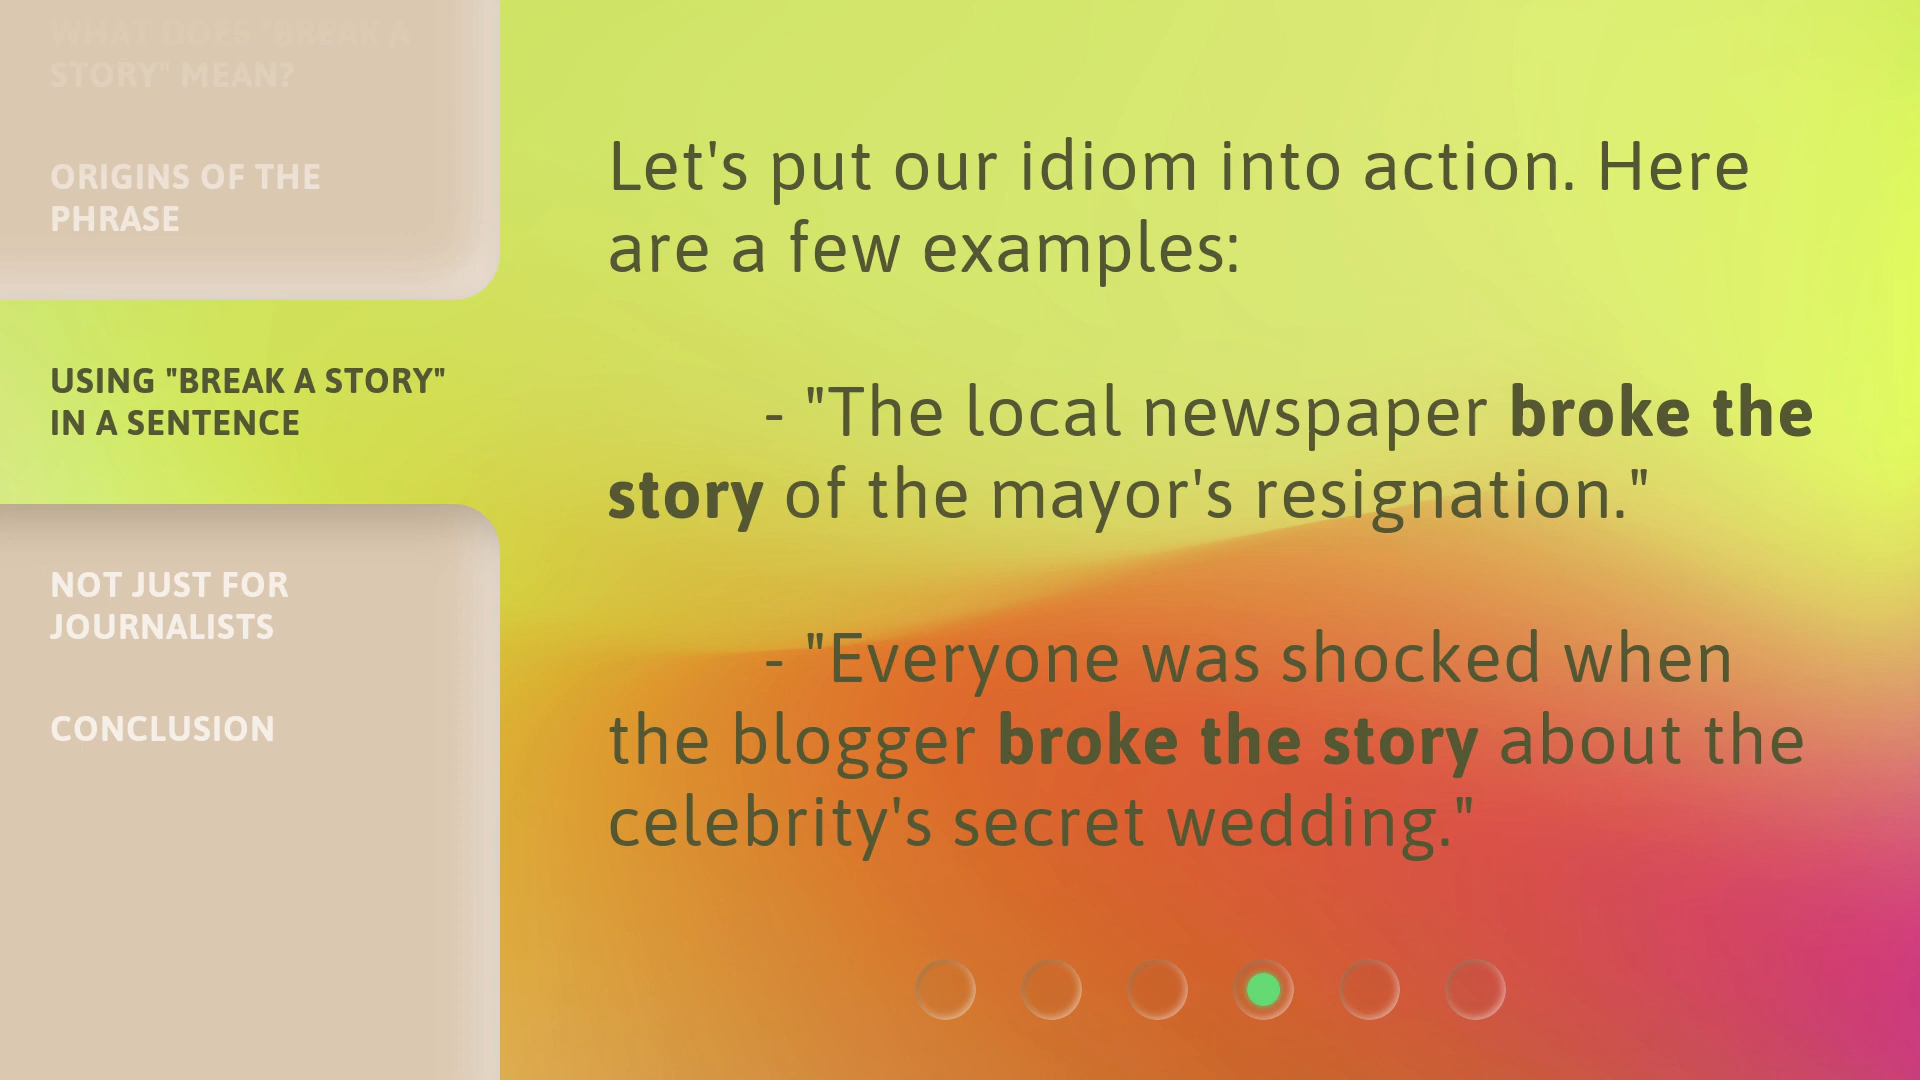 WHAT DOES "BREAK A
STORY" MEAN?
ORIGINS OF THE
PHRASE
USING "BREAK A STORY"
IN A SENTENCE
NOT JUST FOR
JOURNALISTS
CONCLUSION
Let's put our idiom into action. Here
are a few examples:
- "The local newspaper broke the
story of the mayor's resignation."
- "Everyone was shocked when
the blogger broke the story about the
celebrity's secret wedding."